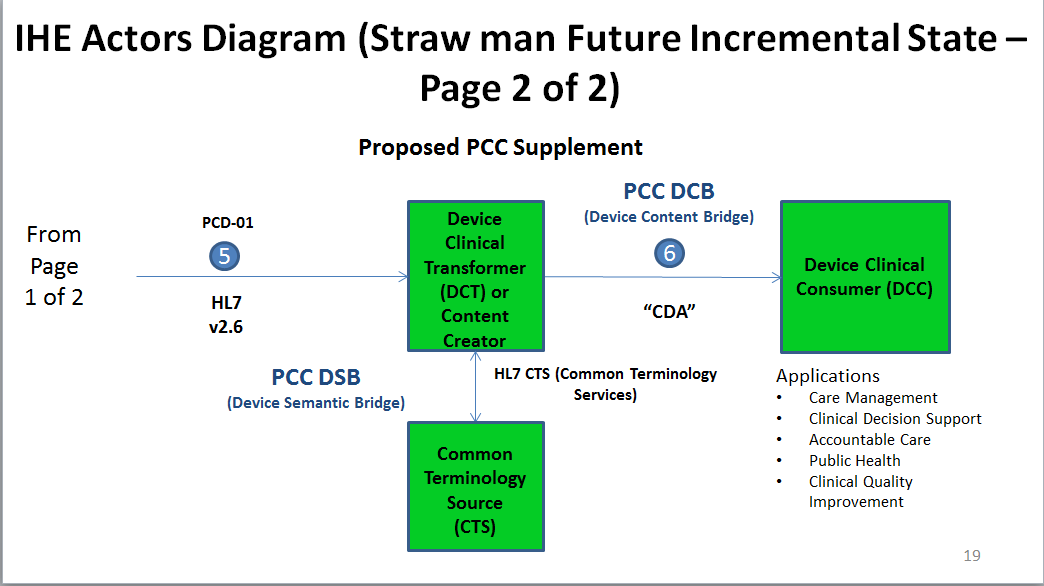 IHE Actors Diagram (Straw man Future Incremental State –
Page 2 of 2)
Proposed PCC Supplement
From
Page
1 of 2
PCD-01
5
HL7
v2.6
Device
Clinical
Transformer
(DCT) or
Content
Creator
PCC DCB
(Device Content Bridge)
6
“CDA”
Device Clinical
Consumer (DCC)
PCC DSB
(Device Semantic Bridge)
HL7 CTS (Common Terminology
Services)
Common
Terminology
Source
(CTS)
Applications
• Care Management
• Clinical Decision Support
• Accountable Care
• Public Health
• Clinical Quality
Improvement
19